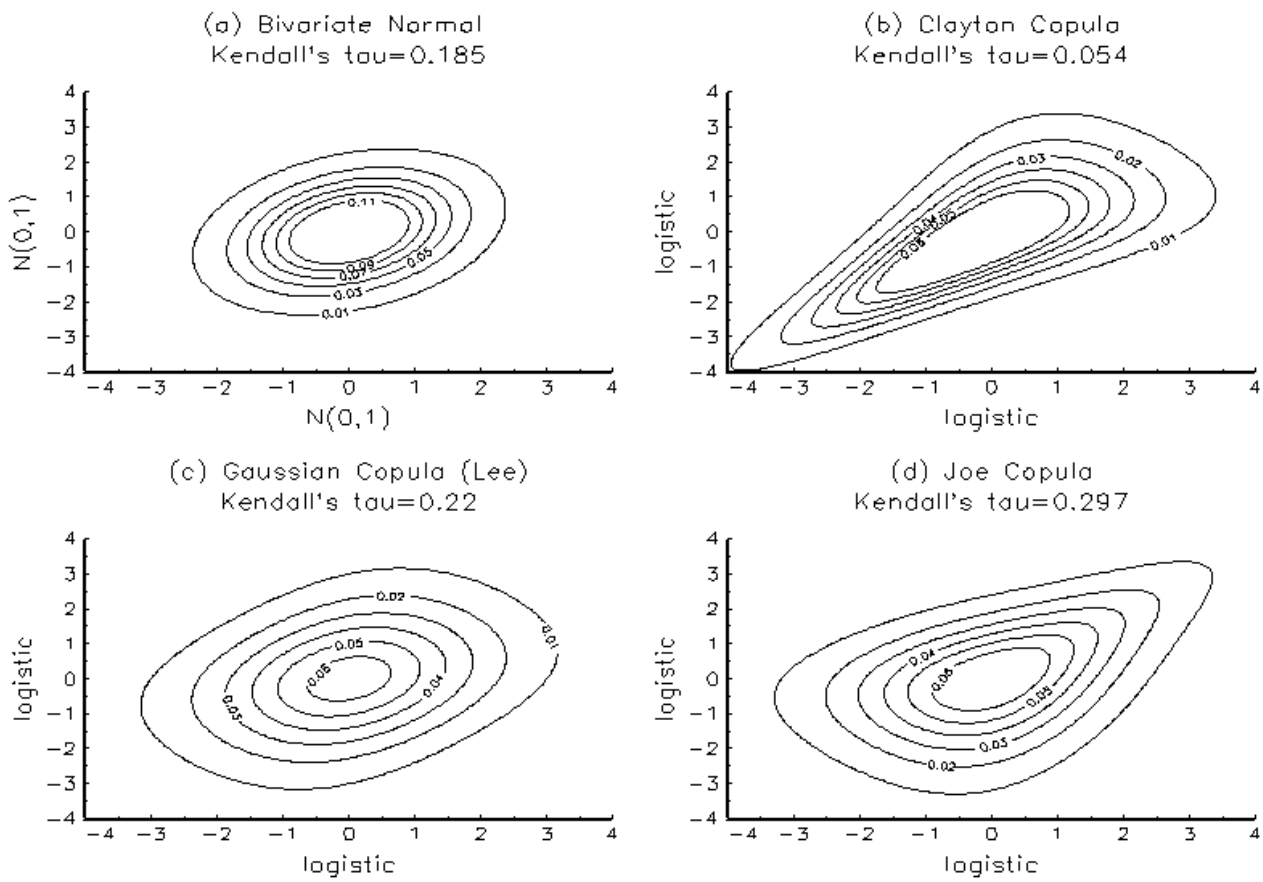 (a) Bivariate Normal
Kendall's tau=0.185
4
3
2
1
0
−1
−2
−3
−4
N(0,1)
0.11
0.09
0.07
0.05
0.03
0.01
−4 −3 −2 −1 0 1 2 3 4
N(0,1)
(b) Clayton Copula
Kendall's tau=0.054
4
3
2
1
0
−1
−2
−3
−4
logistic
0.03
0.02
0.04
0.05
0.06
0.01
−4 −3 −2 −1 0 1 2 3 4
logistic
(c) Gaussian Copula (Lee)
Kendall's tau=0.22
4
3
2
1
0
−1
−2
−3
−4
logistic
0.02
0.01
0.05
0.06
0.04
0.03
−4 −3 −2 −1 0 1 2 3 4
logistic
(d) Joe Copula
Kendall's tau=0.297
4
3
2
1
0
−1
−2
−3
−4
logistic
0.04
0.06
0.05
0.03
0.02
−4 −3 −2 −1 0 1 2 3 4
logistic